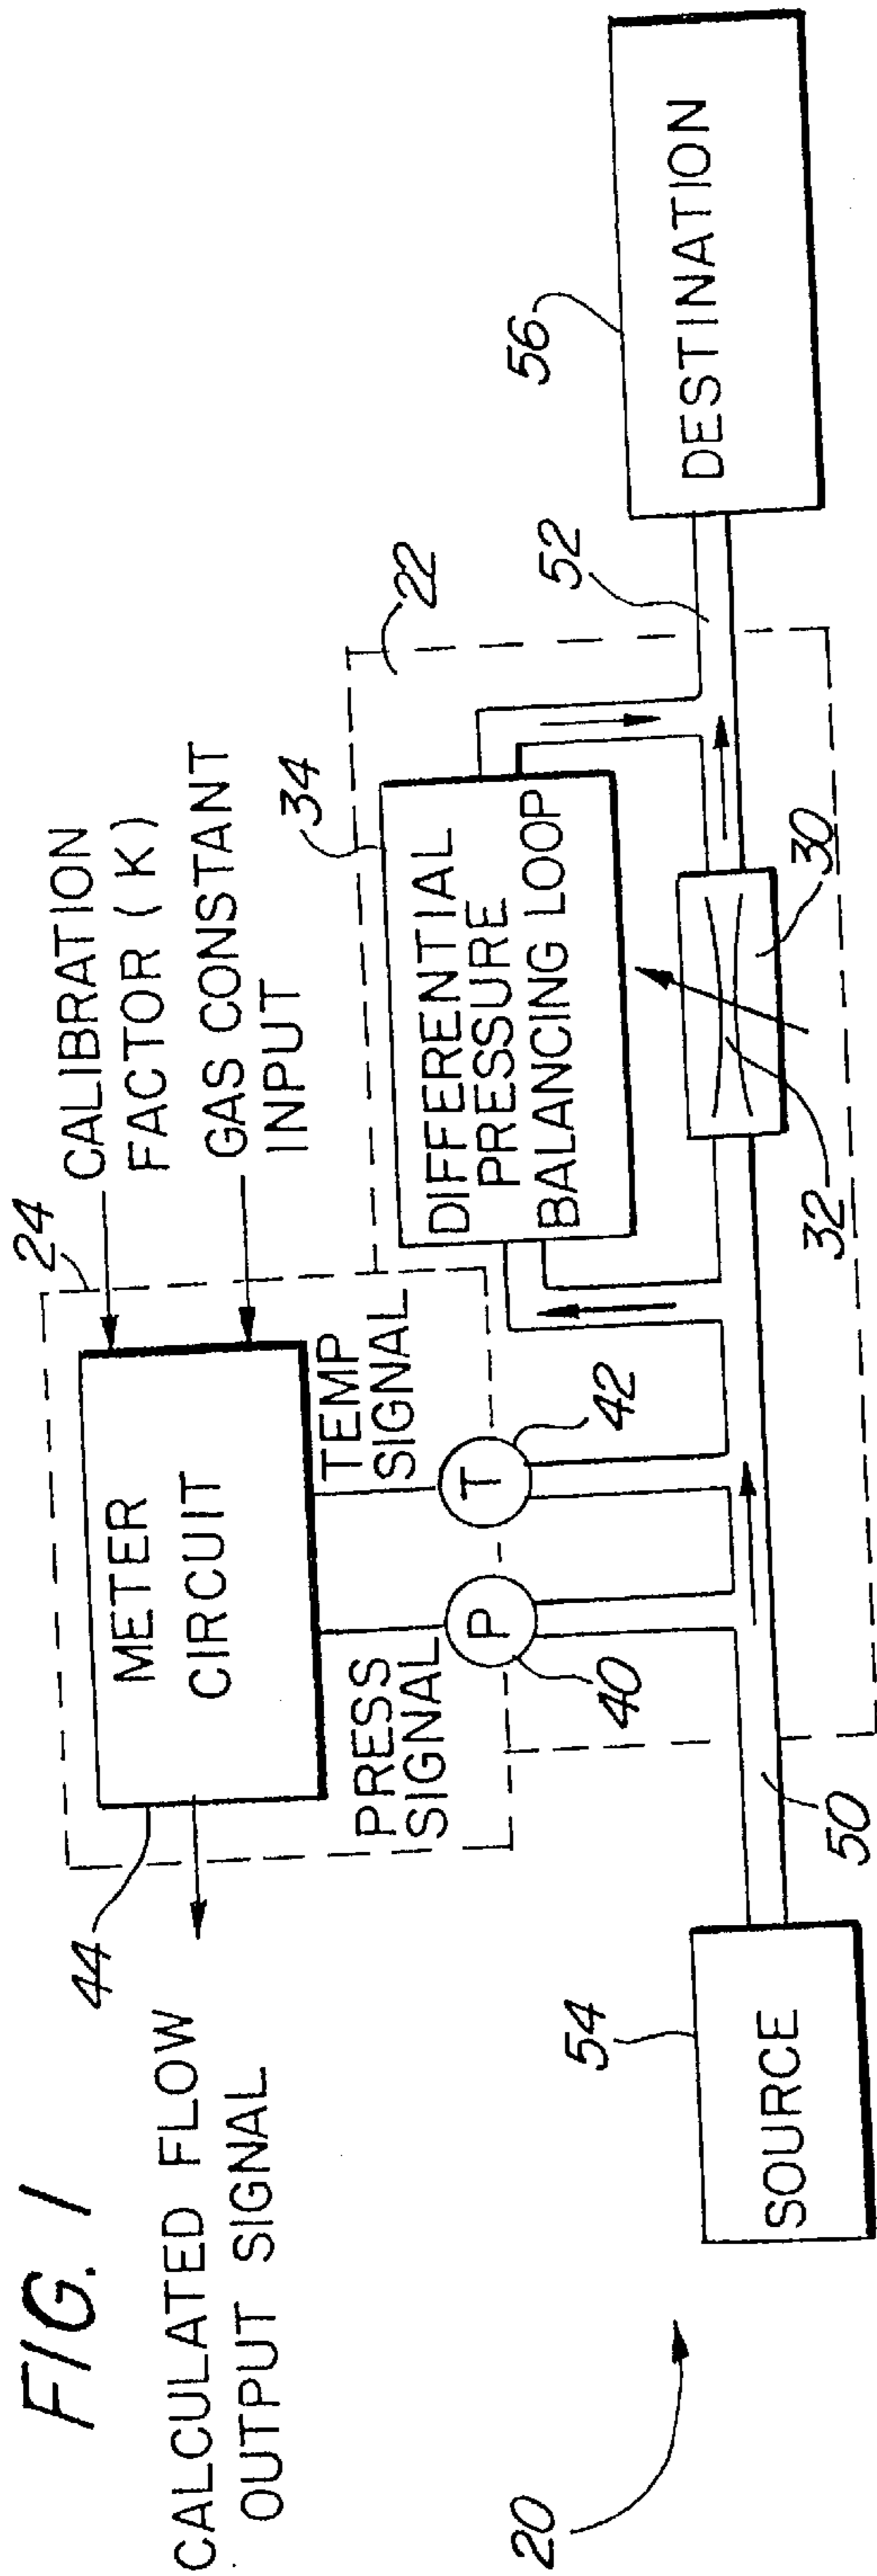 FIG. 1
CALCULATED FLOW
OUTPUT SIGNAL
20
44
METER
CIRCUIT
24
CALIBRATION
FACTOR (K)
GAS CONSTANT
INPUT
PRESS
SIGNAL
TEMP
SIGNAL
P
40
T
42
34
DIFFERENTIAL
PRESSURE
BALANCING LOOP
22
54
SOURCE
50
32
30
52
56
DESTINATION